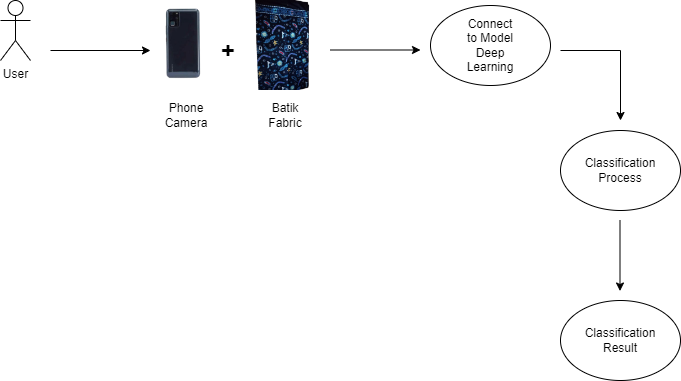 User
Phone
Camera
+
Batik
Fabric
Connect
to Model
Deep
Learning
Classification
Process
Classification
Result